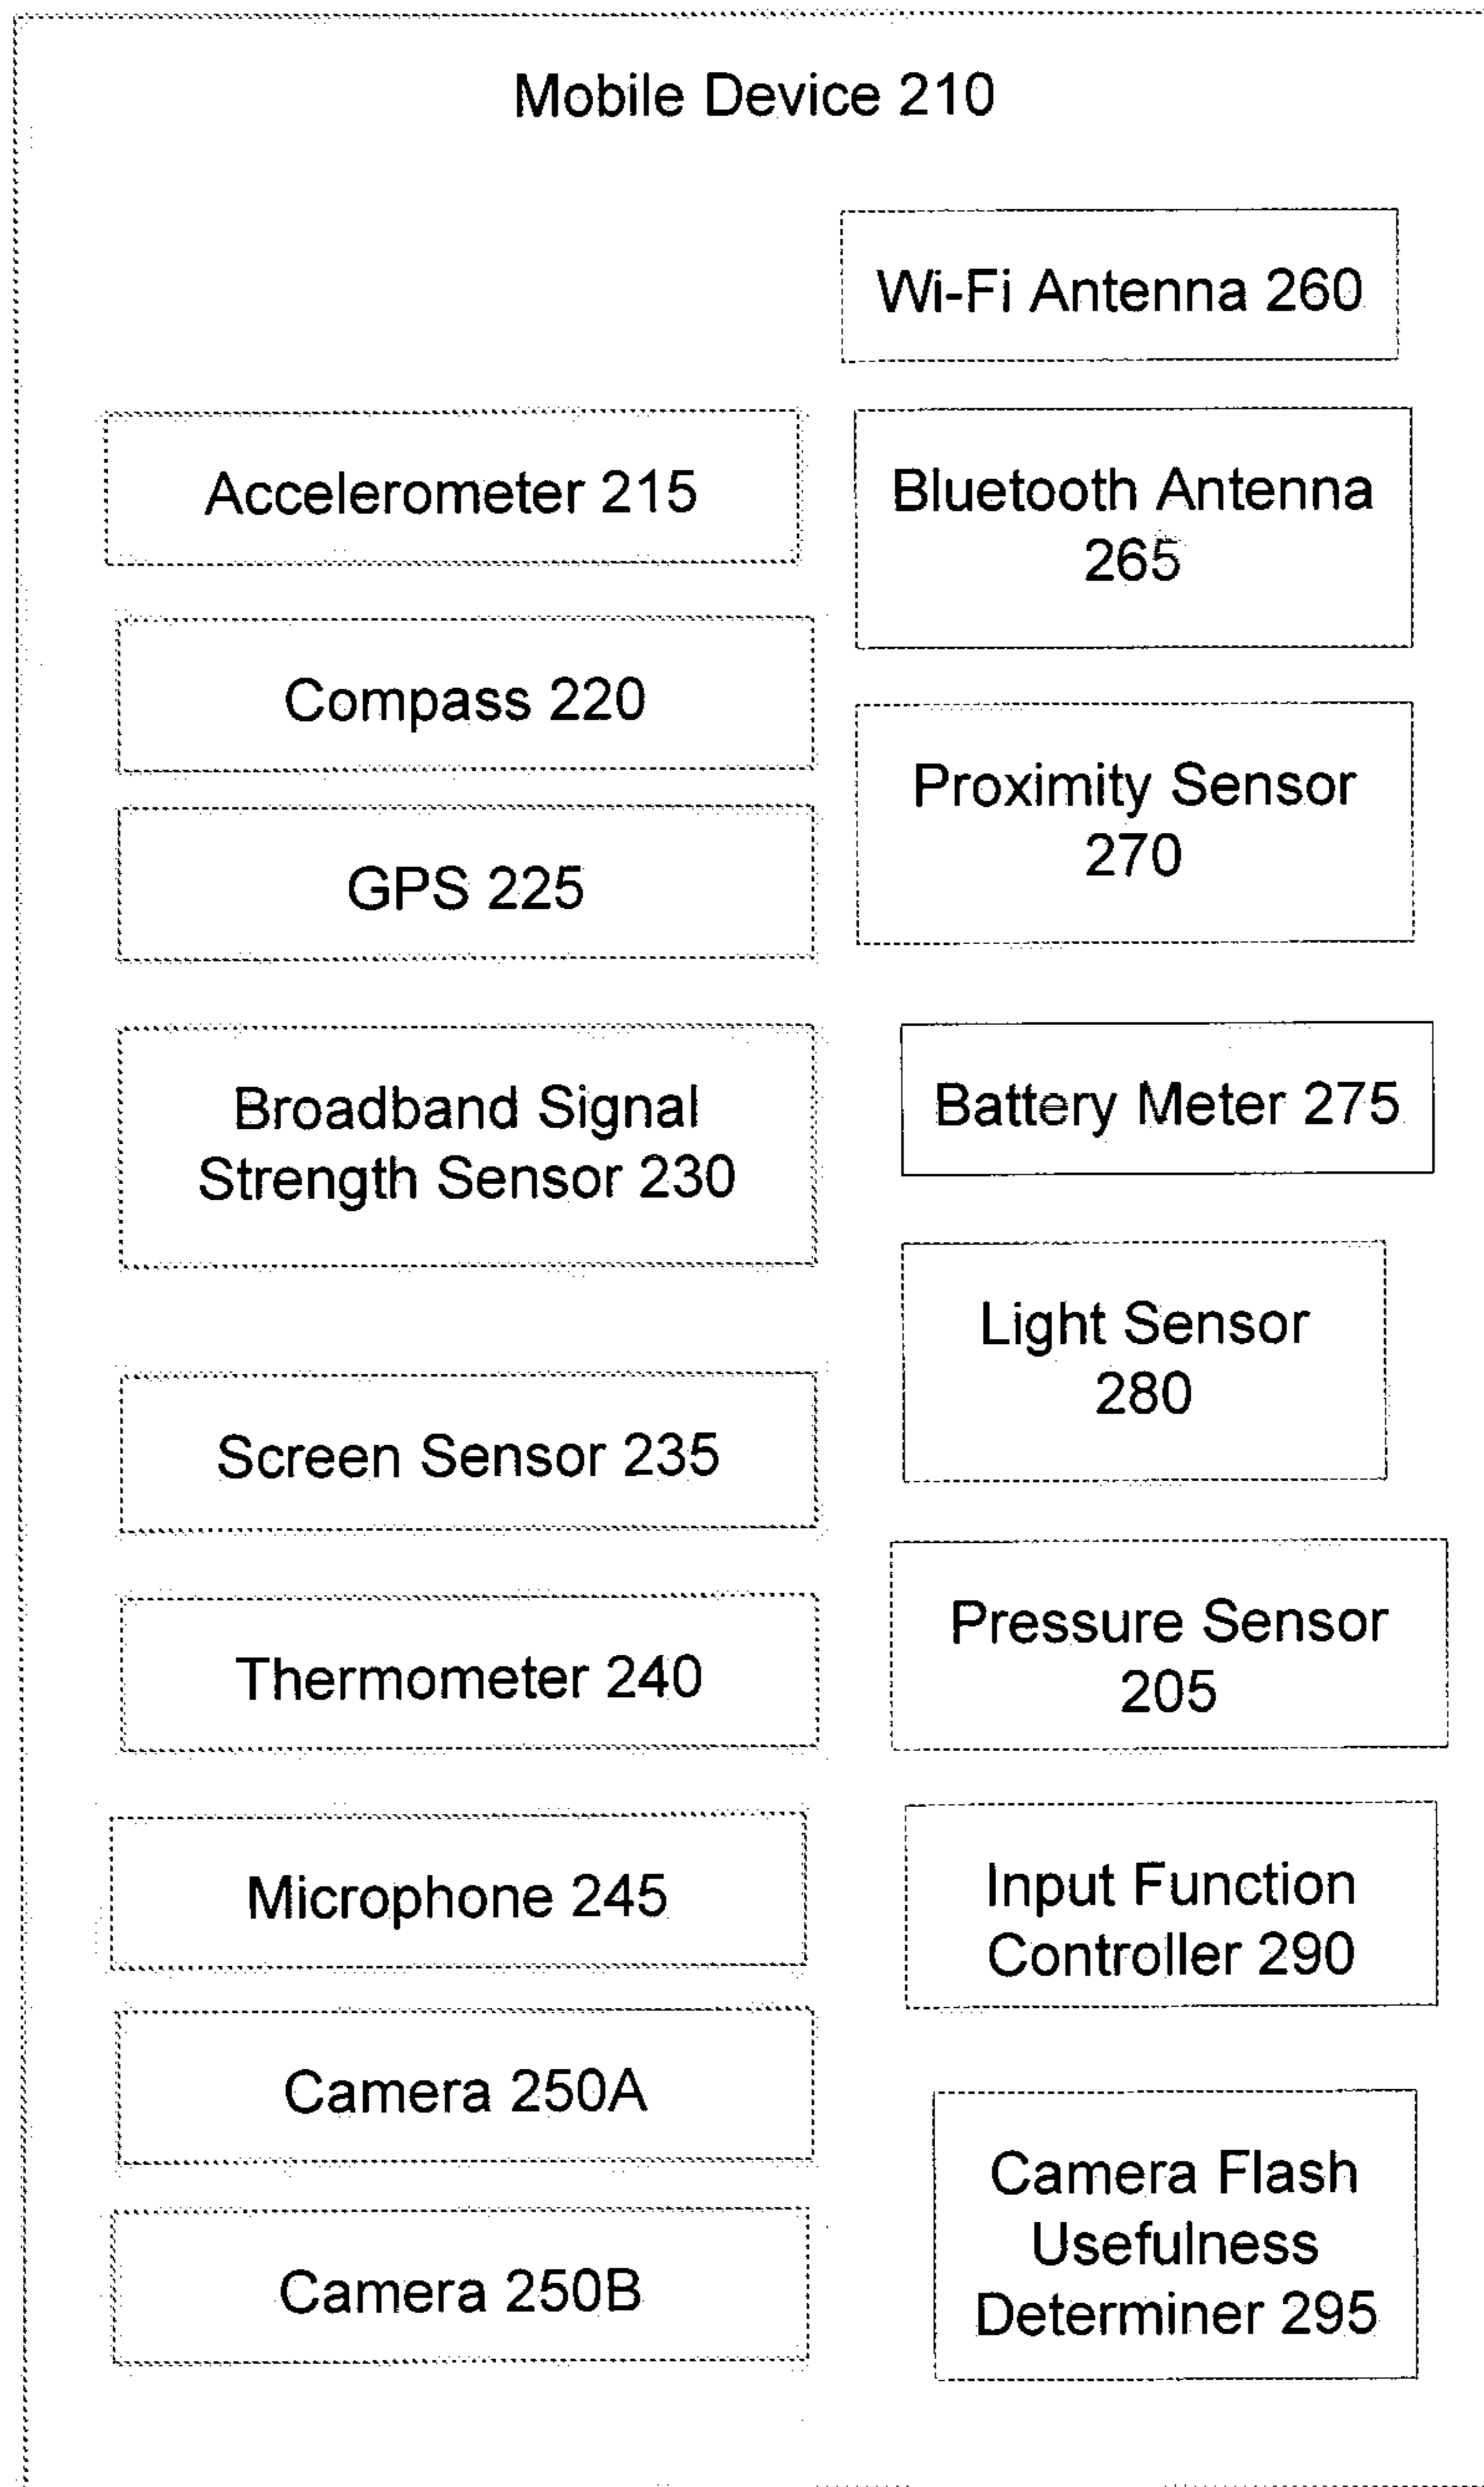 Mobile Device 210
Wi-Fi Antenna 260
Accelerometer 215
Bluetooth Antenna
265
Compass 220
Proximity Sensor
270
GPS 225
Broadband Signal
Strength Sensor 230
Battery Meter 275
Light Sensor
280
Screen Sensor 235
Pressure Sensor
205
Thermometer 240
Microphone 245
Input Function
Controller 290
Camera 250A
Camera Flash
Usefulness
Determiner 295
Camera 250B